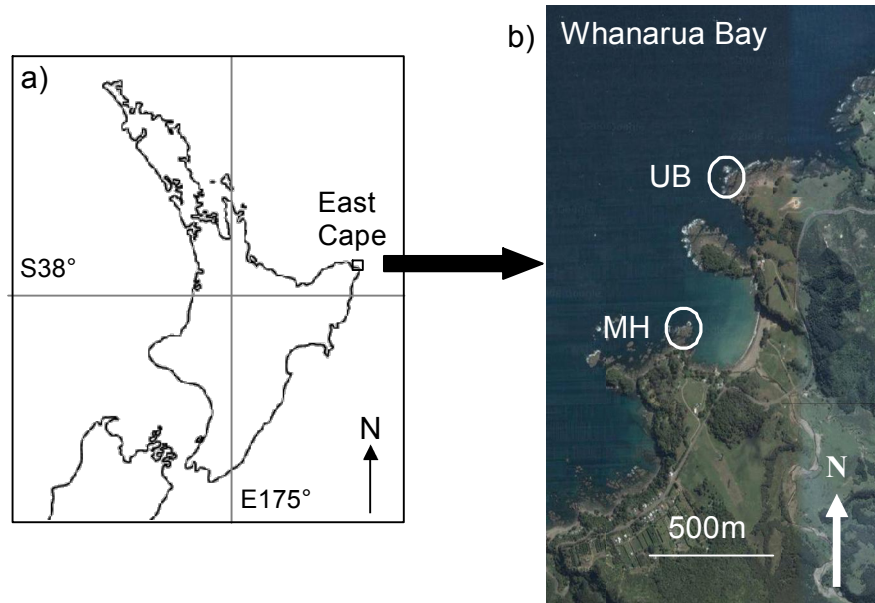 a)
East
Cape
S38°
N
E175°
b)
Whanarua Bay
UB
MH
N
500m